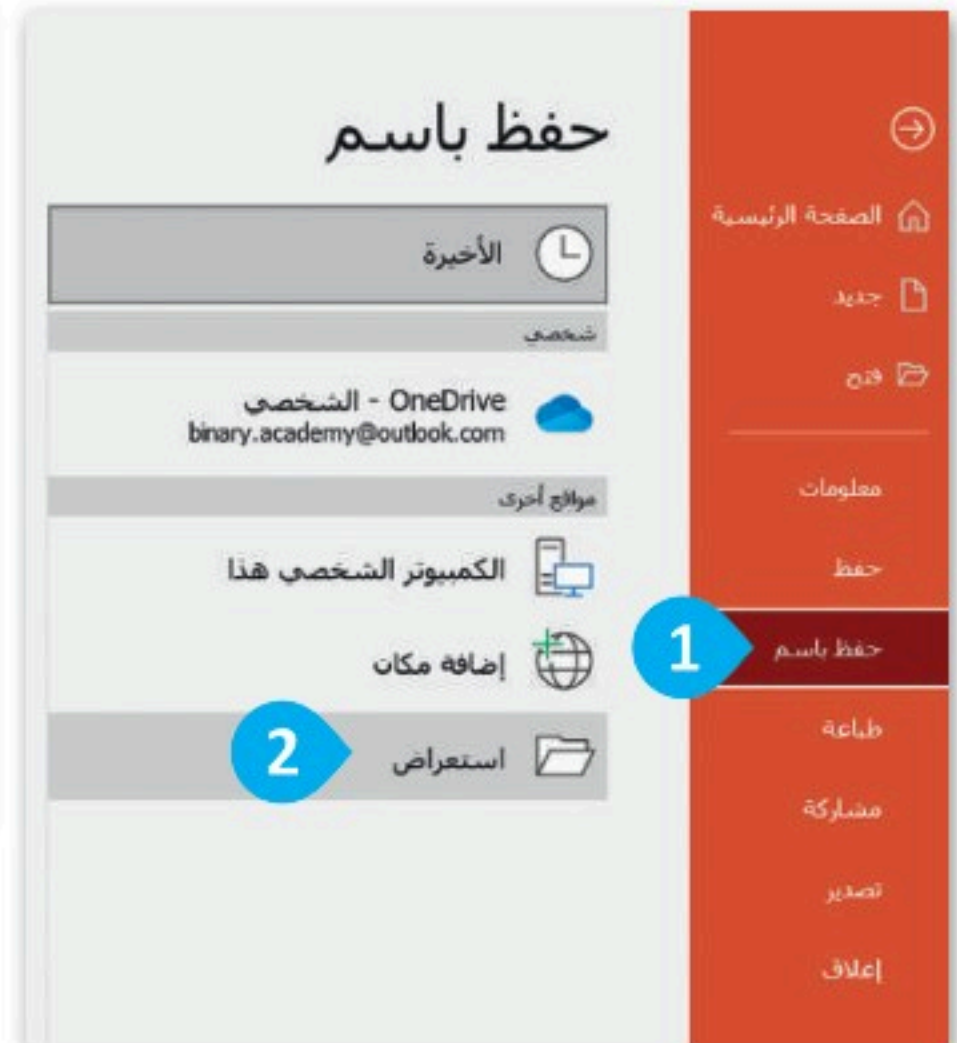 الصفحة الرئيسية
جديد
فتح
معلومات
حفظ
حفظ باسم
1
طباعة
مشاركة
تصدير
إغلاق
حفظ باسم
الأخيرة
شخصي
OneDrive - الشخصي
binary.academy@outlook.com
مواقع أخرى
الكمبيوتر الشخصي هذا
إضافة مكان
استعراض
2